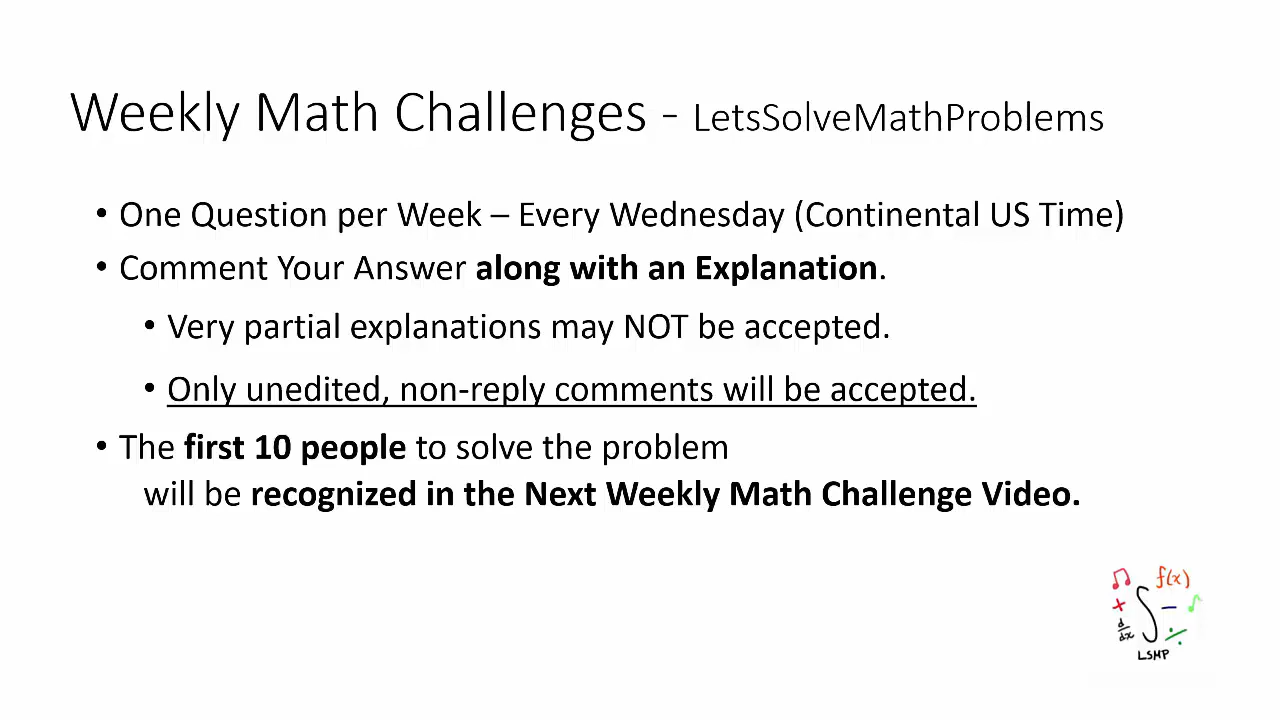 Weekly Math Challenges - LetsSolveMathProblems
• One Question per Week – Every Wednesday (Continental US Time)
• Comment Your Answer along with an Explanation.
• Very partial explanations may NOT be accepted.
• Only unedited, non-reply comments will be accepted.
• The first 10 people to solve the problem
will be recognized in the Next Weekly Math Challenge Video.
f(x)
+ ∫ −
d/dx ÷
LSMP